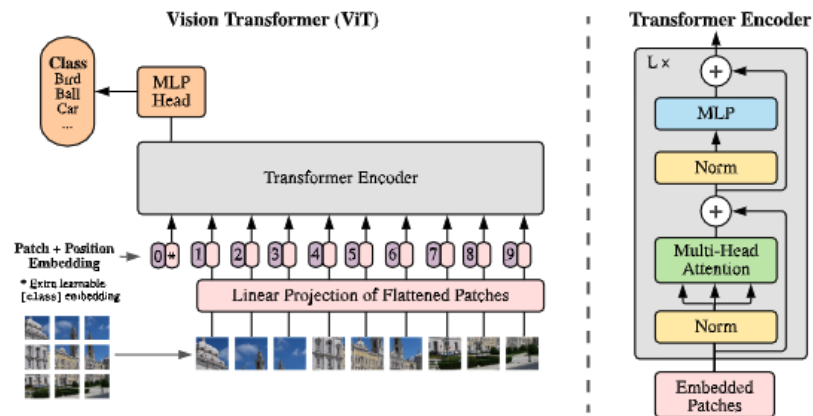 Vision Transformer (ViT)
Class
Bird
Ball
Car
...
MLP
Head
Transformer Encoder
Patch + Position
Embedding
0 * 1 2 3 4 5 6 7 8 9
* Extra learnable
[class] embedding
Linear Projection of Flattened Patches
Transformer Encoder
L ×
+
MLP
Norm
+
Multi-Head
Attention
Norm
Embedded
Patches